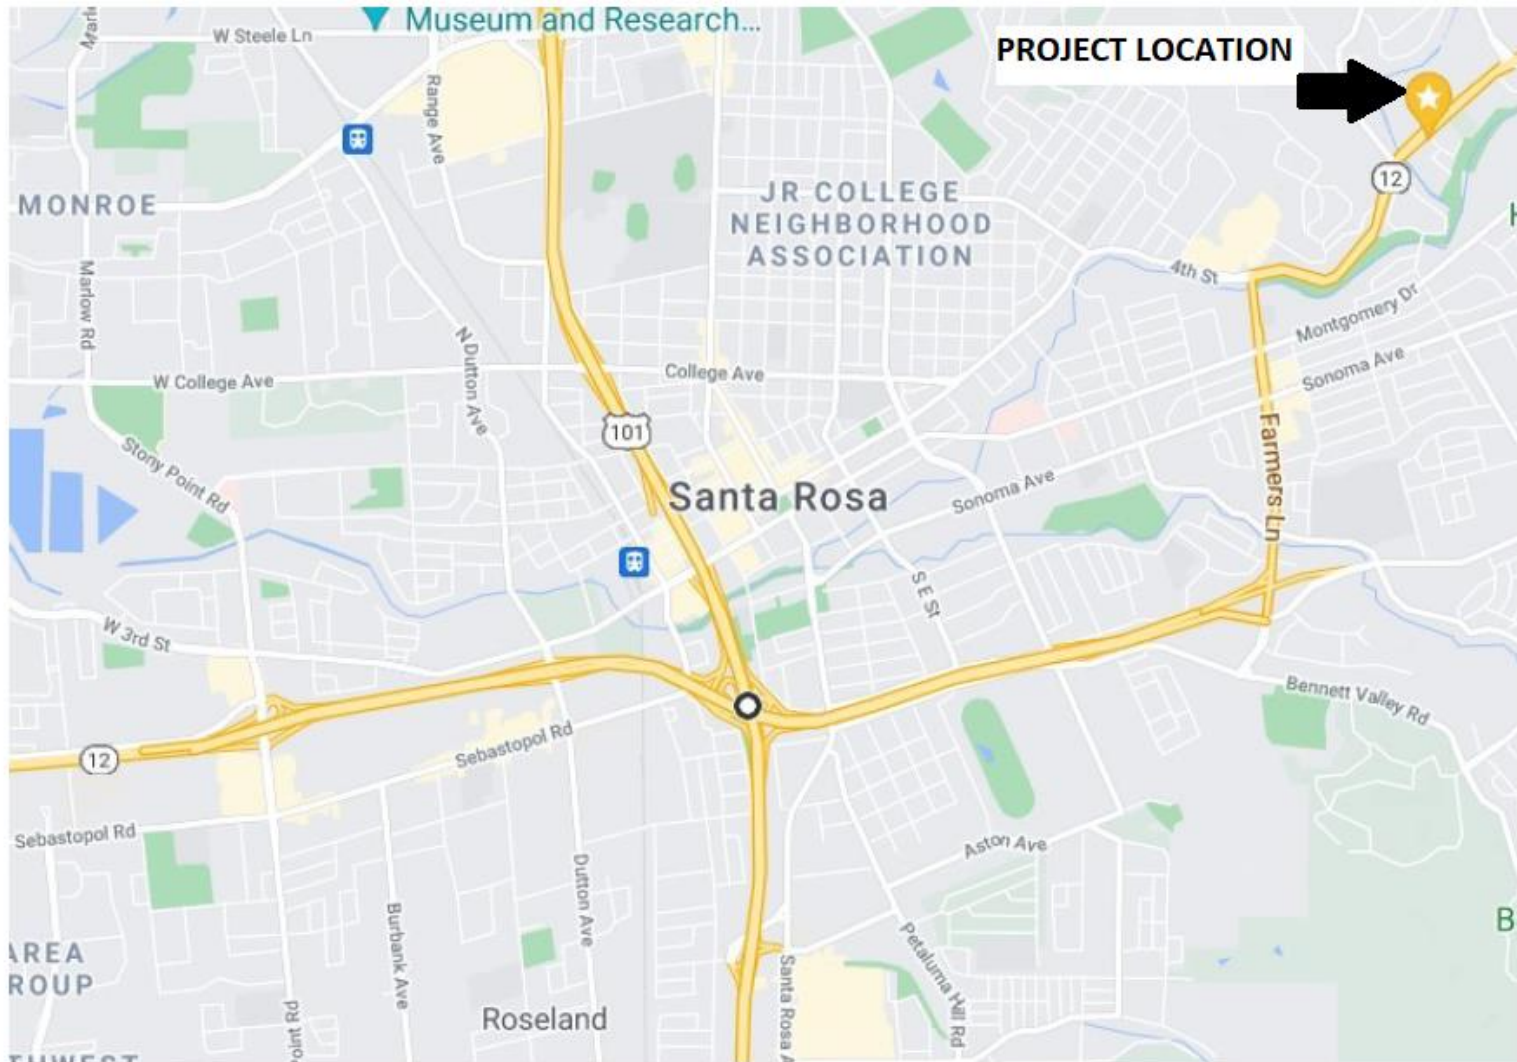 Museum and Research...
W Steele Ln
PROJECT LOCATION
Range Ave
12
MONROE
JR COLLEGE
NEIGHBORHOOD
ASSOCIATION
4th St
Marlow Rd
Montgomery Dr
N Dutton Ave
College Ave
W College Ave
Sonoma Ave
101
Farmers Ln
Stony Point Rd
Santa Rosa
Sonoma Ave
S E St
W 3rd St
Bennett Valley Rd
Sebastopol Rd
12
Sebastopol Rd
Aston Ave
Dutton Ave
Burbank Ave
Petaluma Hill Rd
AREA
ROUP
Santa Rosa A
Roseland
oint Rd